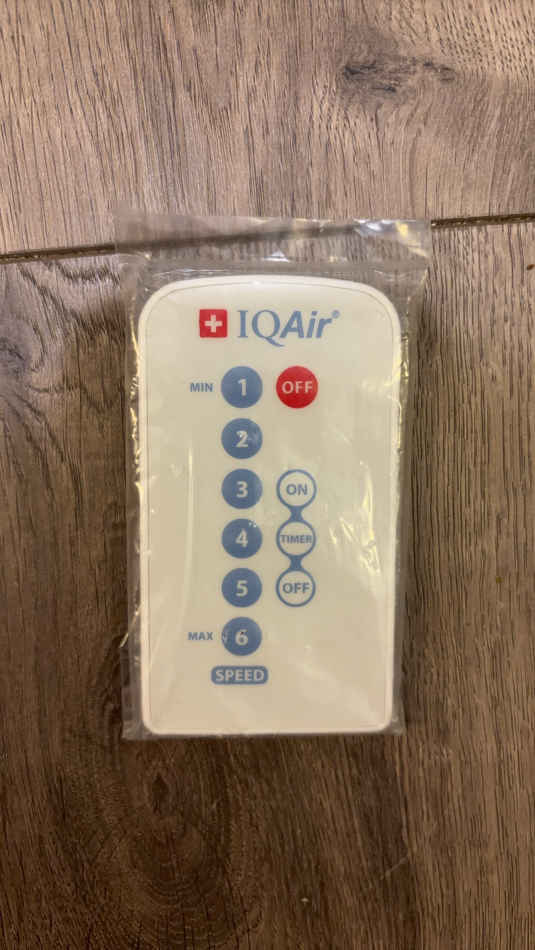 IQAir®
MIN 1 OFF
2
3 ON
4 TIMER
5 OFF
MAX 6
SPEED